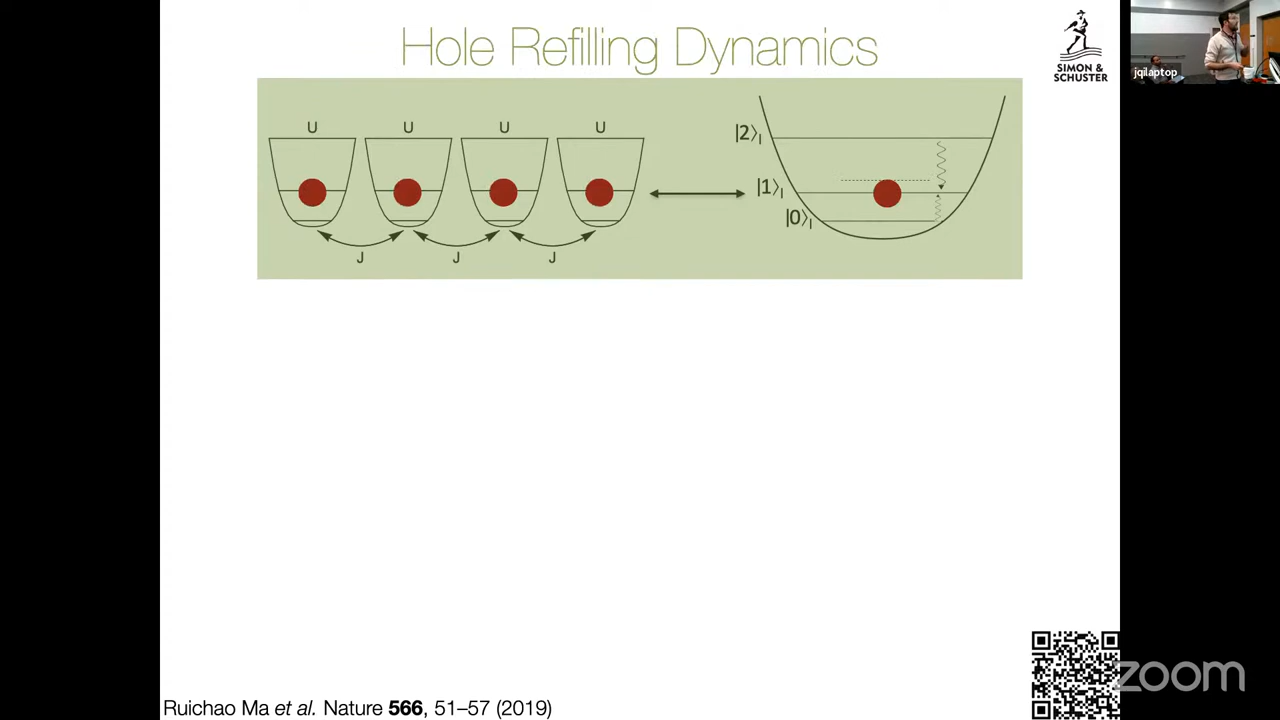 Hole Refilling Dynamics
SIMON &
SCHUSTER
jqilaptop
U U U U
|2⟩ₗ
|1⟩ₗ
|0⟩ₗ
J J J
Ruichao Ma et al. Nature 566, 51–57 (2019)
zoom